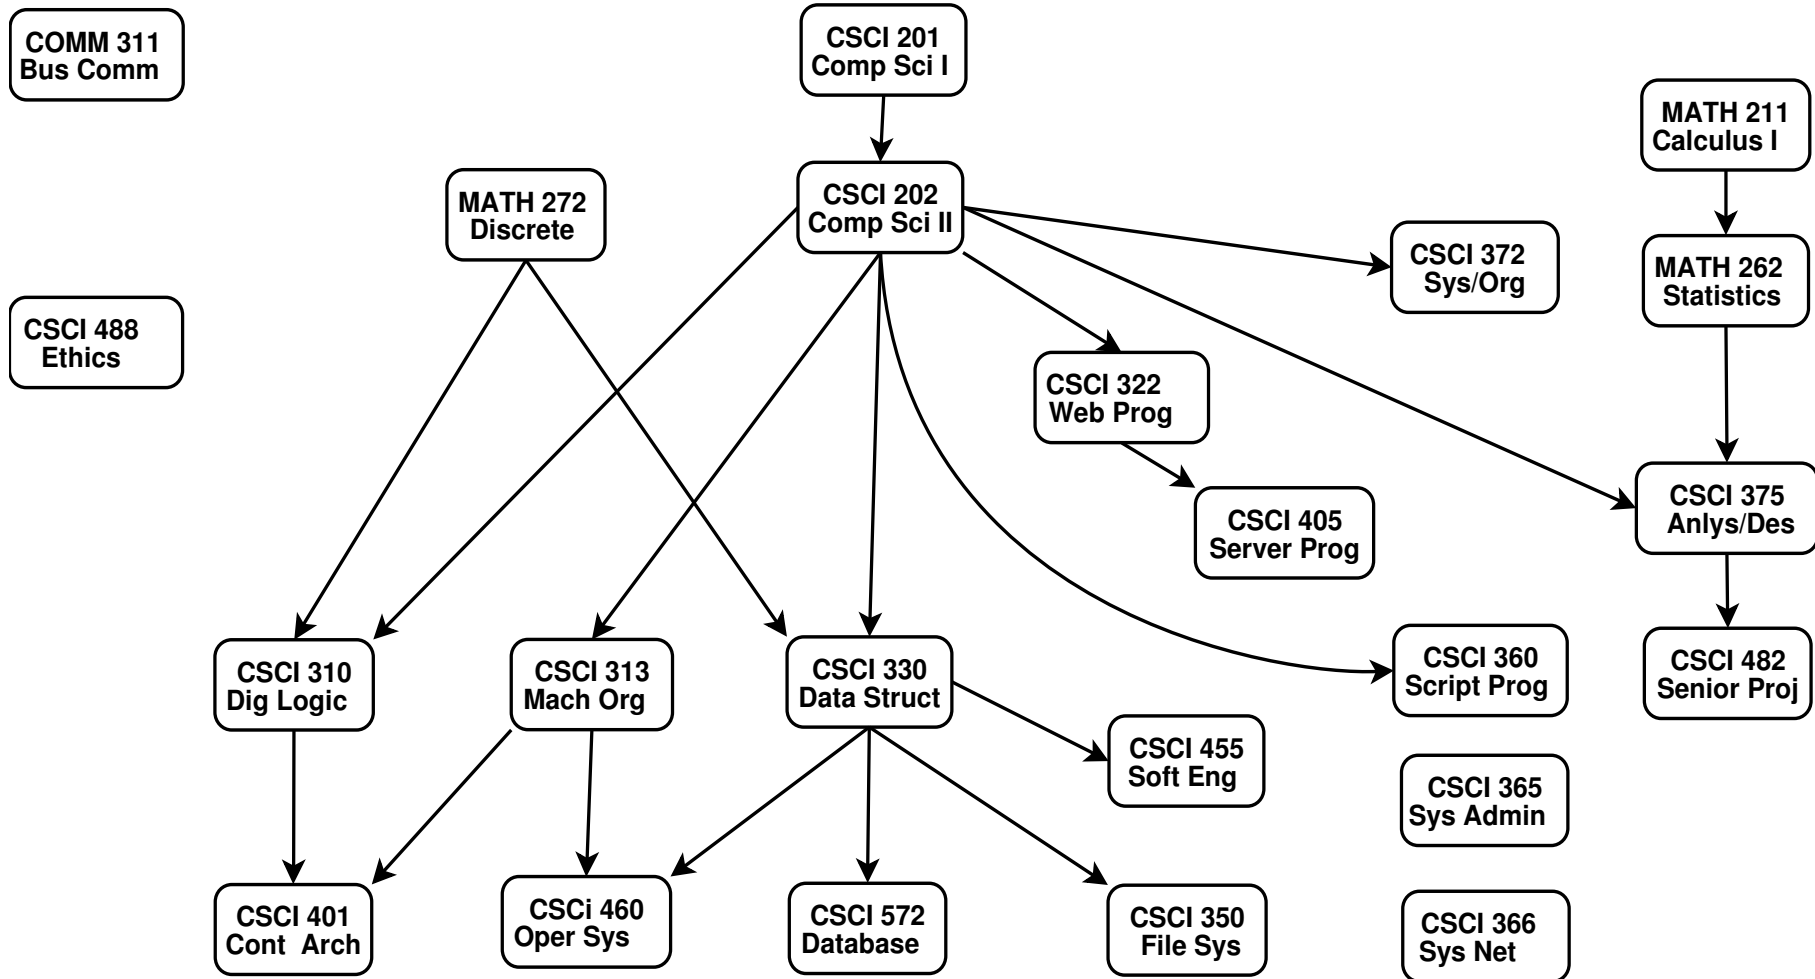 COMM 311
Bus Comm
CSCI 201
Comp Sci I
MATH 211
Calculus I
MATH 272
Discrete
CSCI 202
Comp Sci II
CSCI 372
Sys/Org
MATH 262
Statistics
CSCI 488
Ethics
CSCI 322
Web Prog
CSCI 405
Server Prog
CSCI 375
Anlys/Des
CSCI 310
Dig Logic
CSCI 313
Mach Org
CSCI 330
Data Struct
CSCI 360
Script Prog
CSCI 482
Senior Proj
CSCI 455
Soft Eng
CSCI 365
Sys Admin
CSCI 401
Cont Arch
CSCi 460
Oper Sys
CSCI 572
Database
CSCI 350
File Sys
CSCI 366
Sys Net